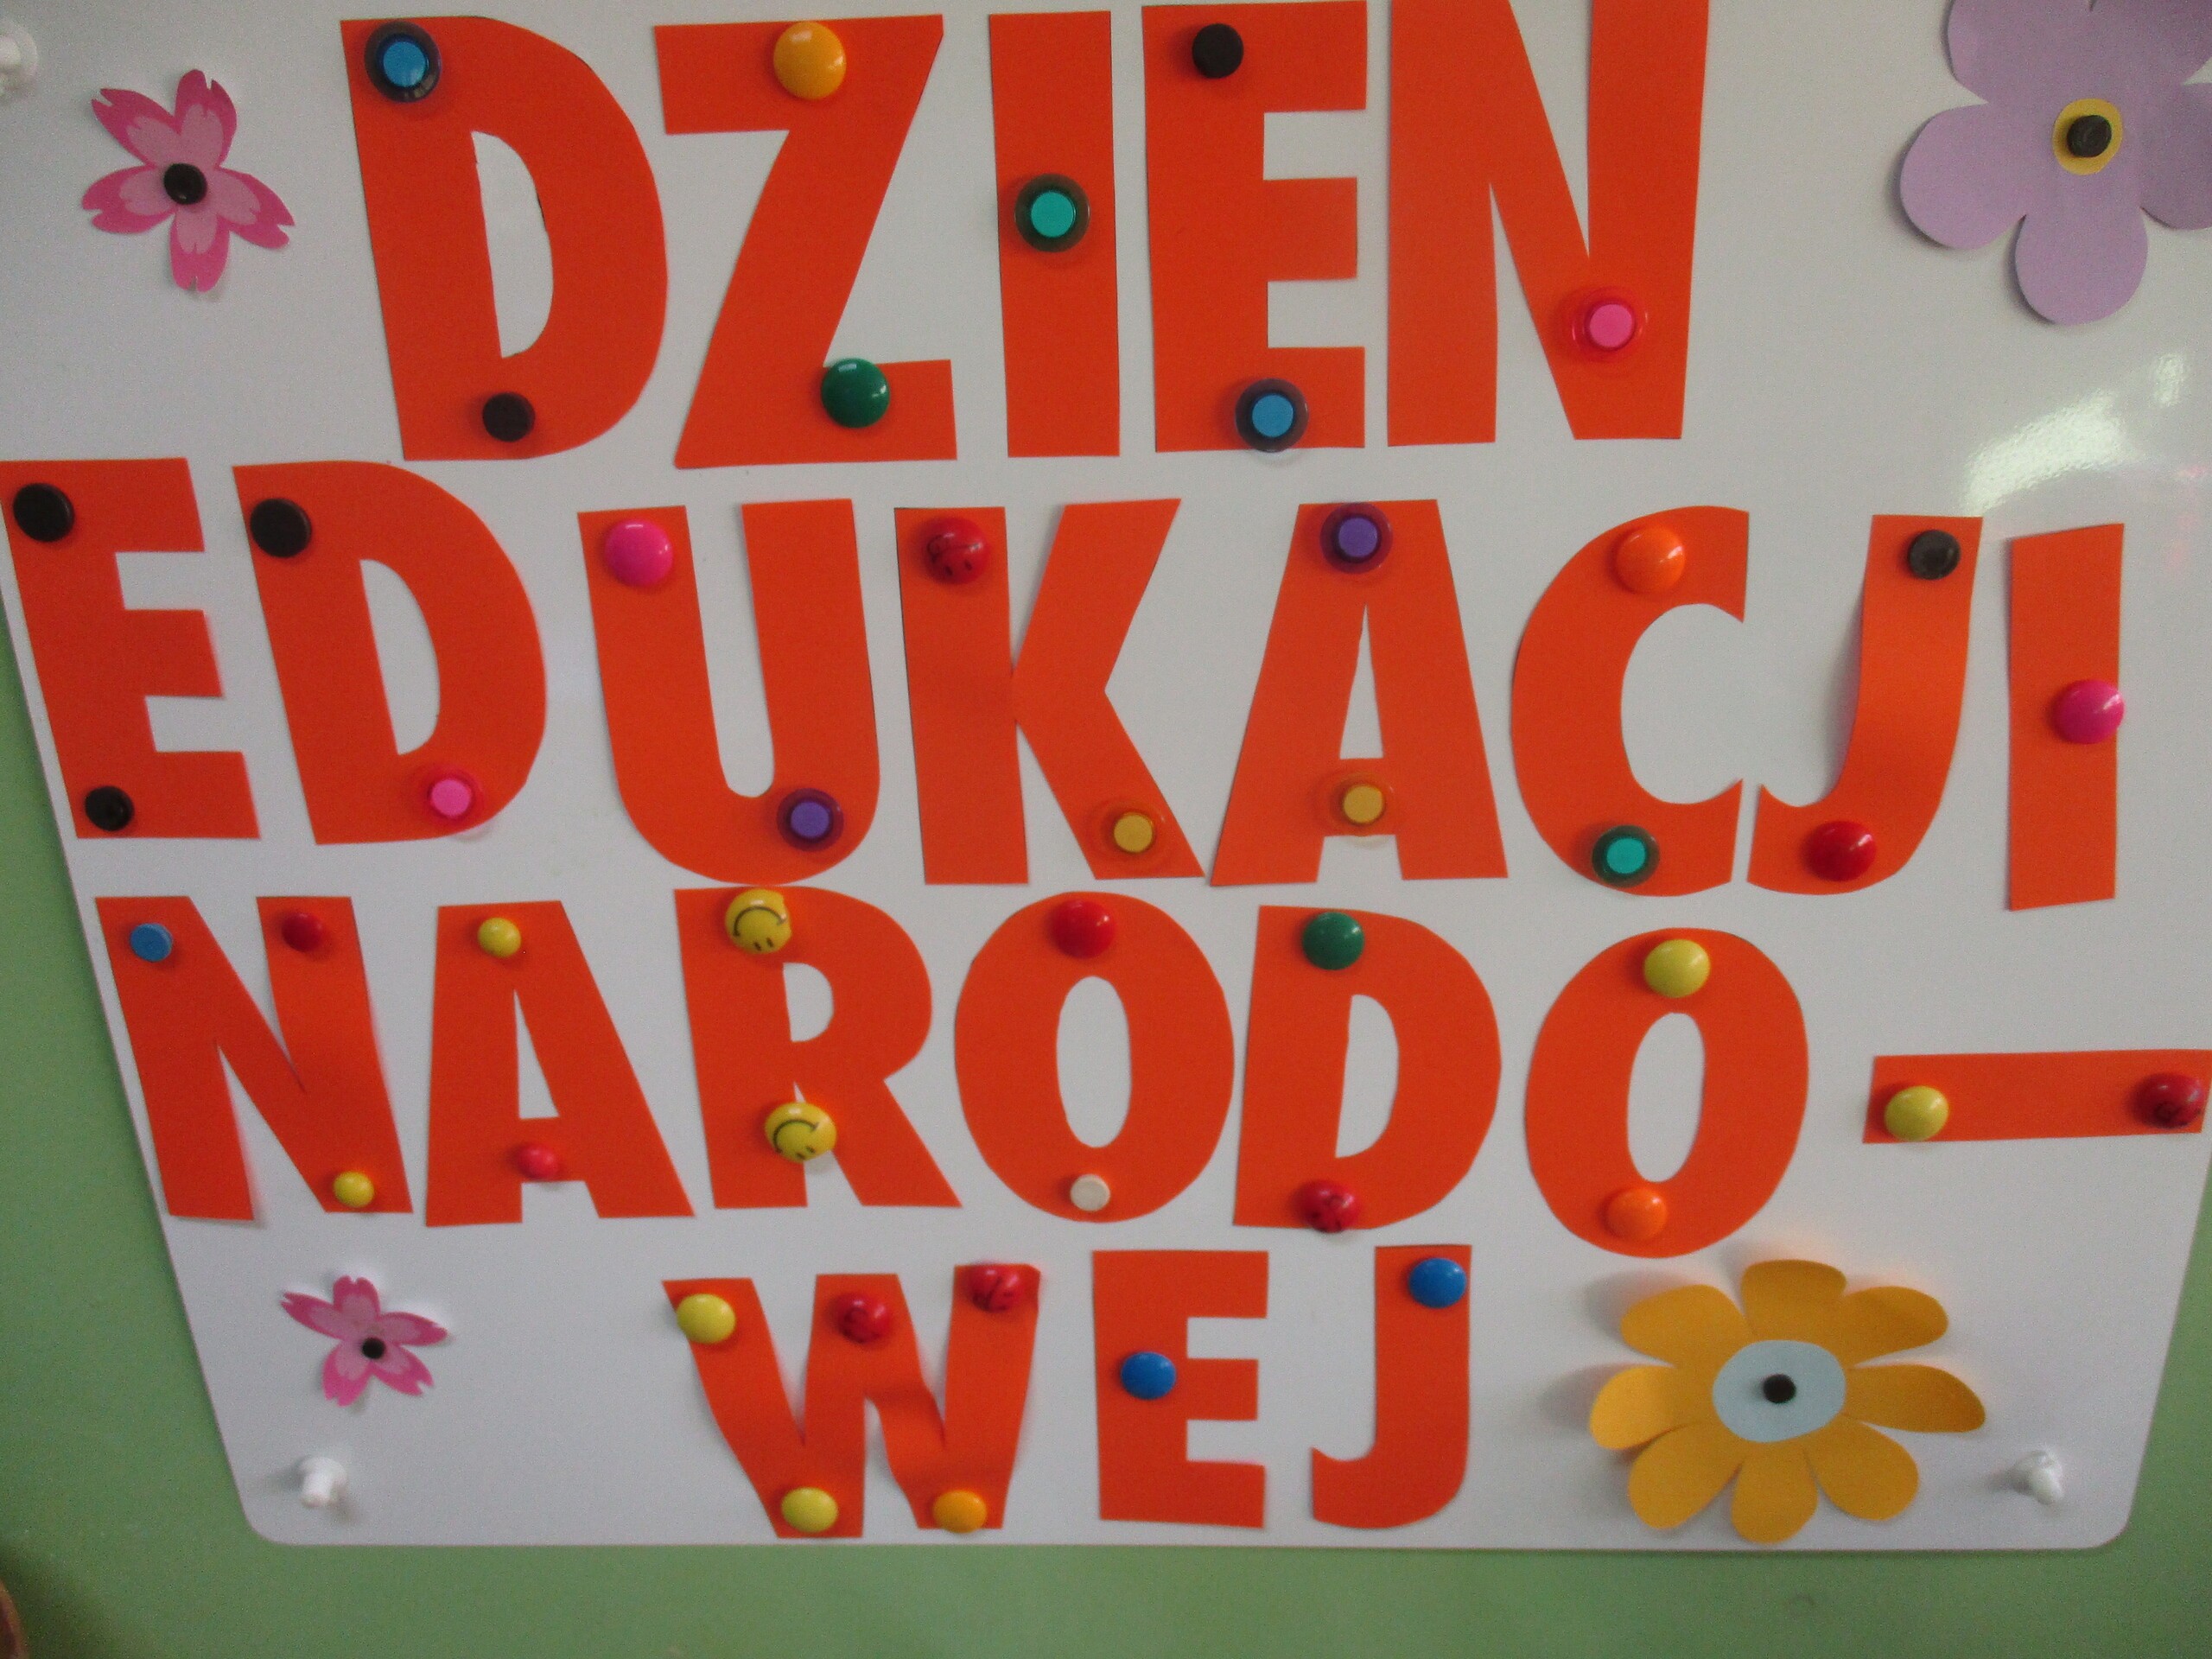 DZIEN
EDUKACJI
NARODO-
WEJ